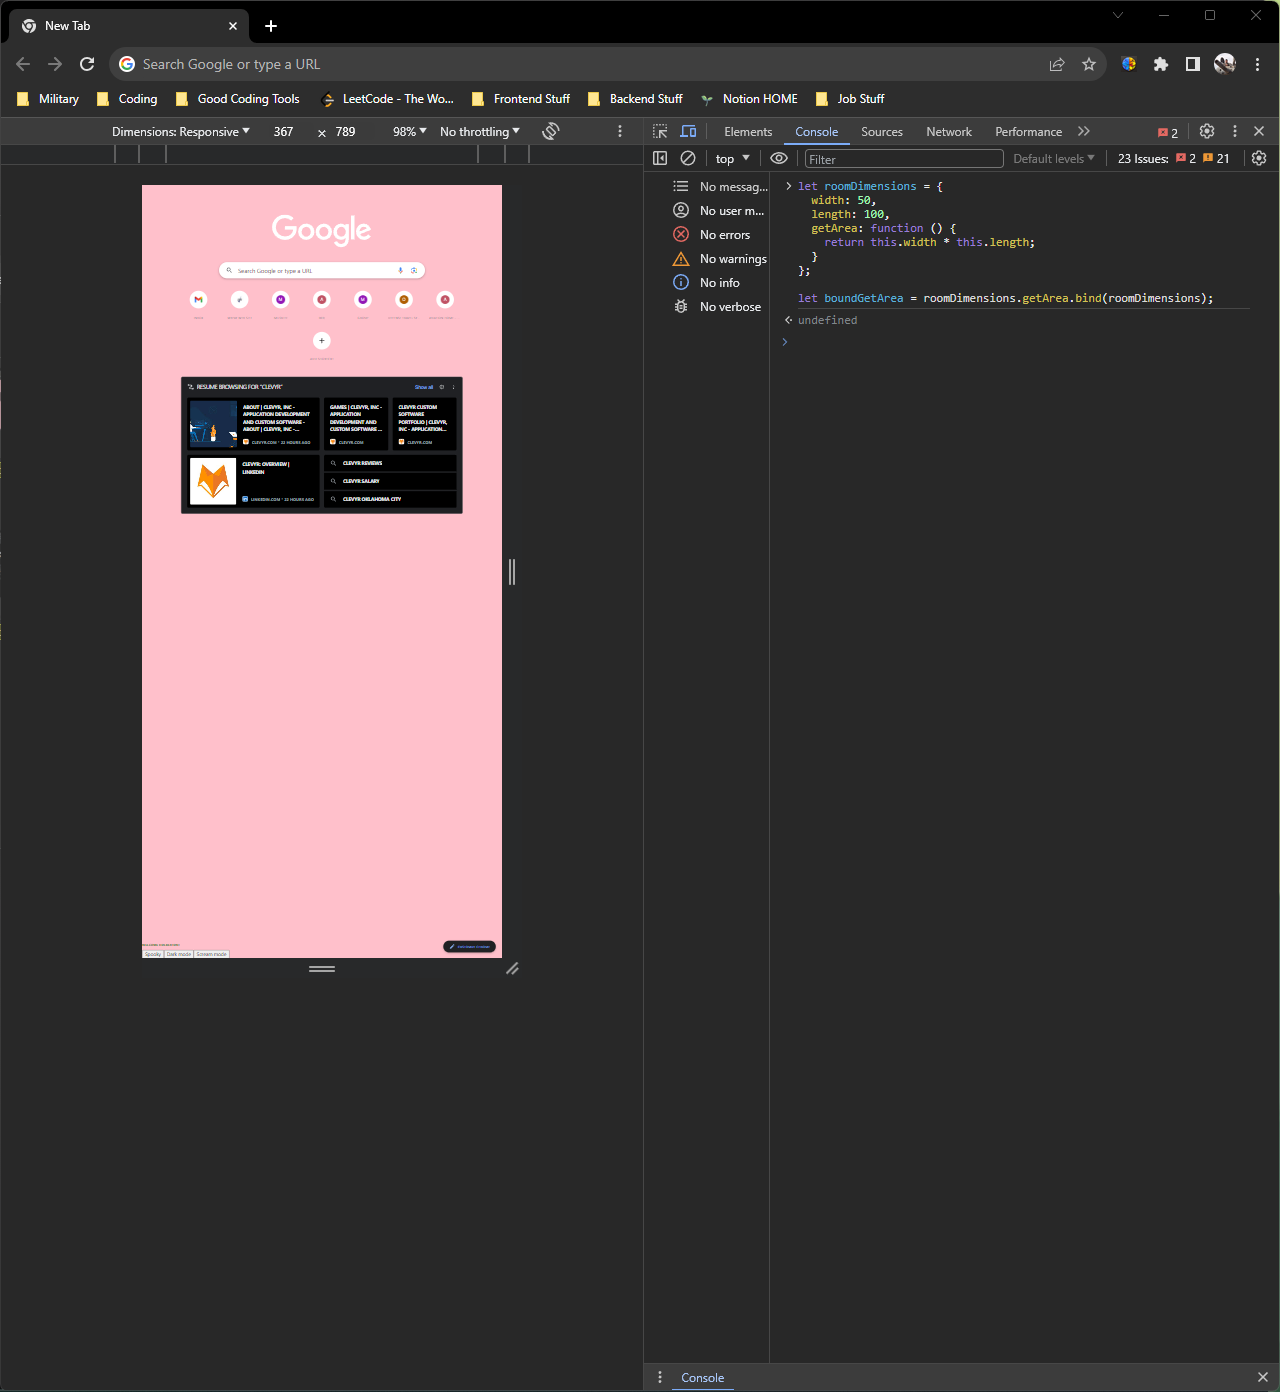 New Tab
Search Google or type a URL
Military
Coding
Good Coding Tools
LeetCode - The Wo...
Frontend Stuff
Backend Stuff
Notion HOME
Job Stuff
Dimensions: Responsive 367 × 789 98% No throttling
Elements Console Sources Network Performance 2
top Filter Default levels 23 Issues: 2 21
No messag...
No user m...
No errors
No warnings
No info
No verbose
let roomDimensions = {
width: 50,
length: 100,
getArea: function () {
return this.width * this.length;
}
};
let boundGetArea = roomDimensions.getArea.bind(roomDimensions);
undefined
Google
Search Google or type a URL
RESUME BROWSING FOR "CLEVYR" Show all
ABOUT | CLEVYR, INC -
APPLICATION DEVELOPMENT
AND CUSTOM SOFTWARE -
ABOUT | CLEVYR, INC -...
CLEVYR.COM • 22 HOURS AGO
GAMES | CLEVYR, INC -
APPLICATION
DEVELOPMENT AND
CUSTOM SOFTWARE ...
CLEVYR.COM
CLEVYR CUSTOM
SOFTWARE
PORTFOLIO | CLEVYR,
INC - APPLICATION...
CLEVYR.COM
CLEVYR: OVERVIEW |
LINKEDIN
LINKEDIN.COM • 22 HOURS AGO
CLEVYR REVIEWS
CLEVYR SALARY
CLEVYR OKLAHOMA CITY
Spooky Dark mode Scream mode
Console